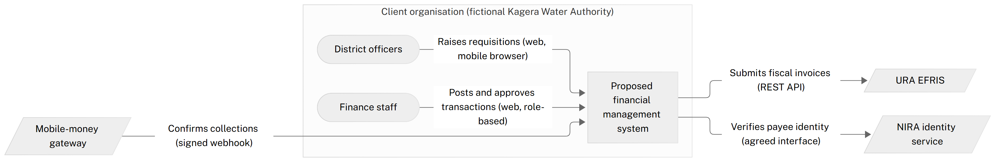 Client organisation (fictional Kagera Water Authority)
District officers
Raises requisitions (web,
mobile browser)
Finance staff
Posts and approves
transactions (web, role-
based)
Mobile-money
gateway
Confirms collections
(signed webhook)
Proposed
financial
management
system
Submits fiscal invoices
(REST API)
URA EFRIS
Verifies payee identity
(agreed interface)
NIRA identity
service